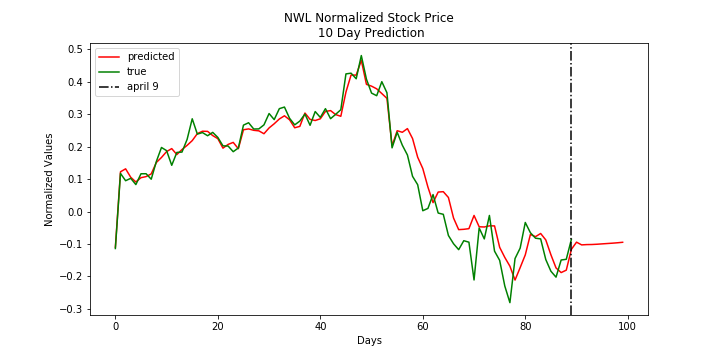 NWL Normalized Stock Price
10 Day Prediction
predicted
true
april 9
Normalized Values
0.5
0.4
0.3
0.2
0.1
0.0
−0.1
−0.2
−0.3
0 20 40 60 80 100
Days